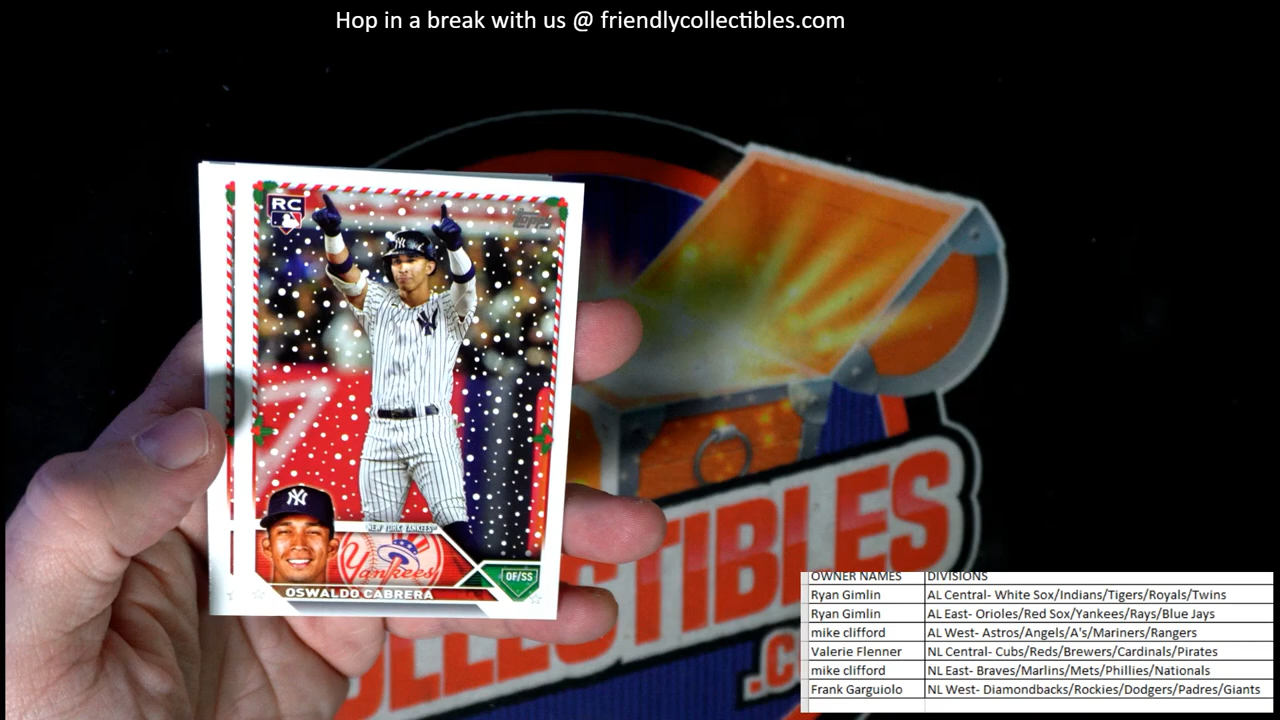 Hop in a break with us @ friendlycollectibles.com
RC
topps
NY
NEW YORK YANKEES
Yankees
OF/SS
OSWALDO CABRERA
LLECTIBLES
.C
OWNER NAMES DIVISIONS
Ryan Gimlin AL Central- White Sox/Indians/Tigers/Royals/Twins
Ryan Gimlin AL East- Orioles/Red Sox/Yankees/Rays/Blue Jays
mike clifford AL West- Astros/Angels/A's/Mariners/Rangers
Valerie Flenner NL Central- Cubs/Reds/Brewers/Cardinals/Pirates
mike clifford NL East- Braves/Marlins/Mets/Phillies/Nationals
Frank Garguiolo NL West- Diamondbacks/Rockies/Dodgers/Padres/Giants